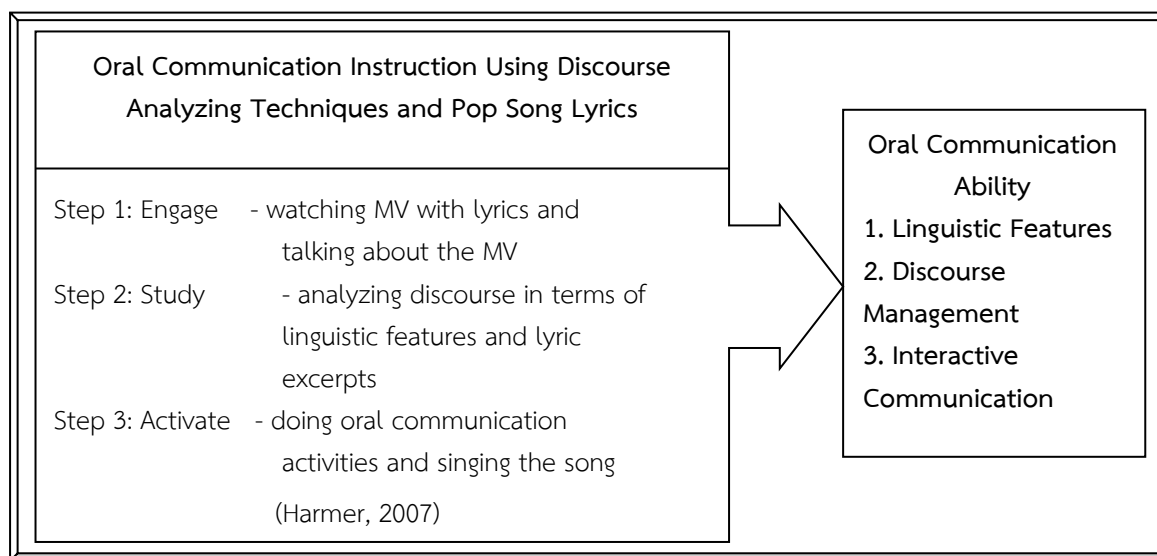 Oral Communication Instruction Using Discourse
Analyzing Techniques and Pop Song Lyrics
Step 1: Engage - watching MV with lyrics and
talking about the MV
Step 2: Study - analyzing discourse in terms of
linguistic features and lyric
excerpts
Step 3: Activate - doing oral communication
activities and singing the song
(Harmer, 2007)
Oral Communication
Ability
1. Linguistic Features
2. Discourse
Management
3. Interactive
Communication